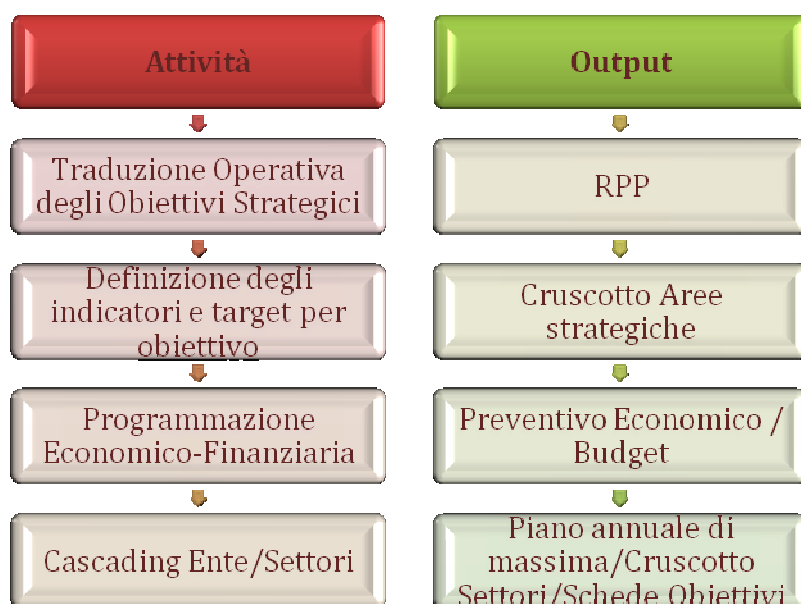 Attività
Traduzione Operativa
degli Obiettivi Strategici
Definizione degli
indicatori e target per
obiettivo
Programmazione
Economico-Finanziaria
Cascading Ente/Settori
Output
RPP
Cruscotto Aree
strategiche
Preventivo Economico /
Budget
Piano annuale di
massima/Cruscotto
Settori/Schede Obiettivi